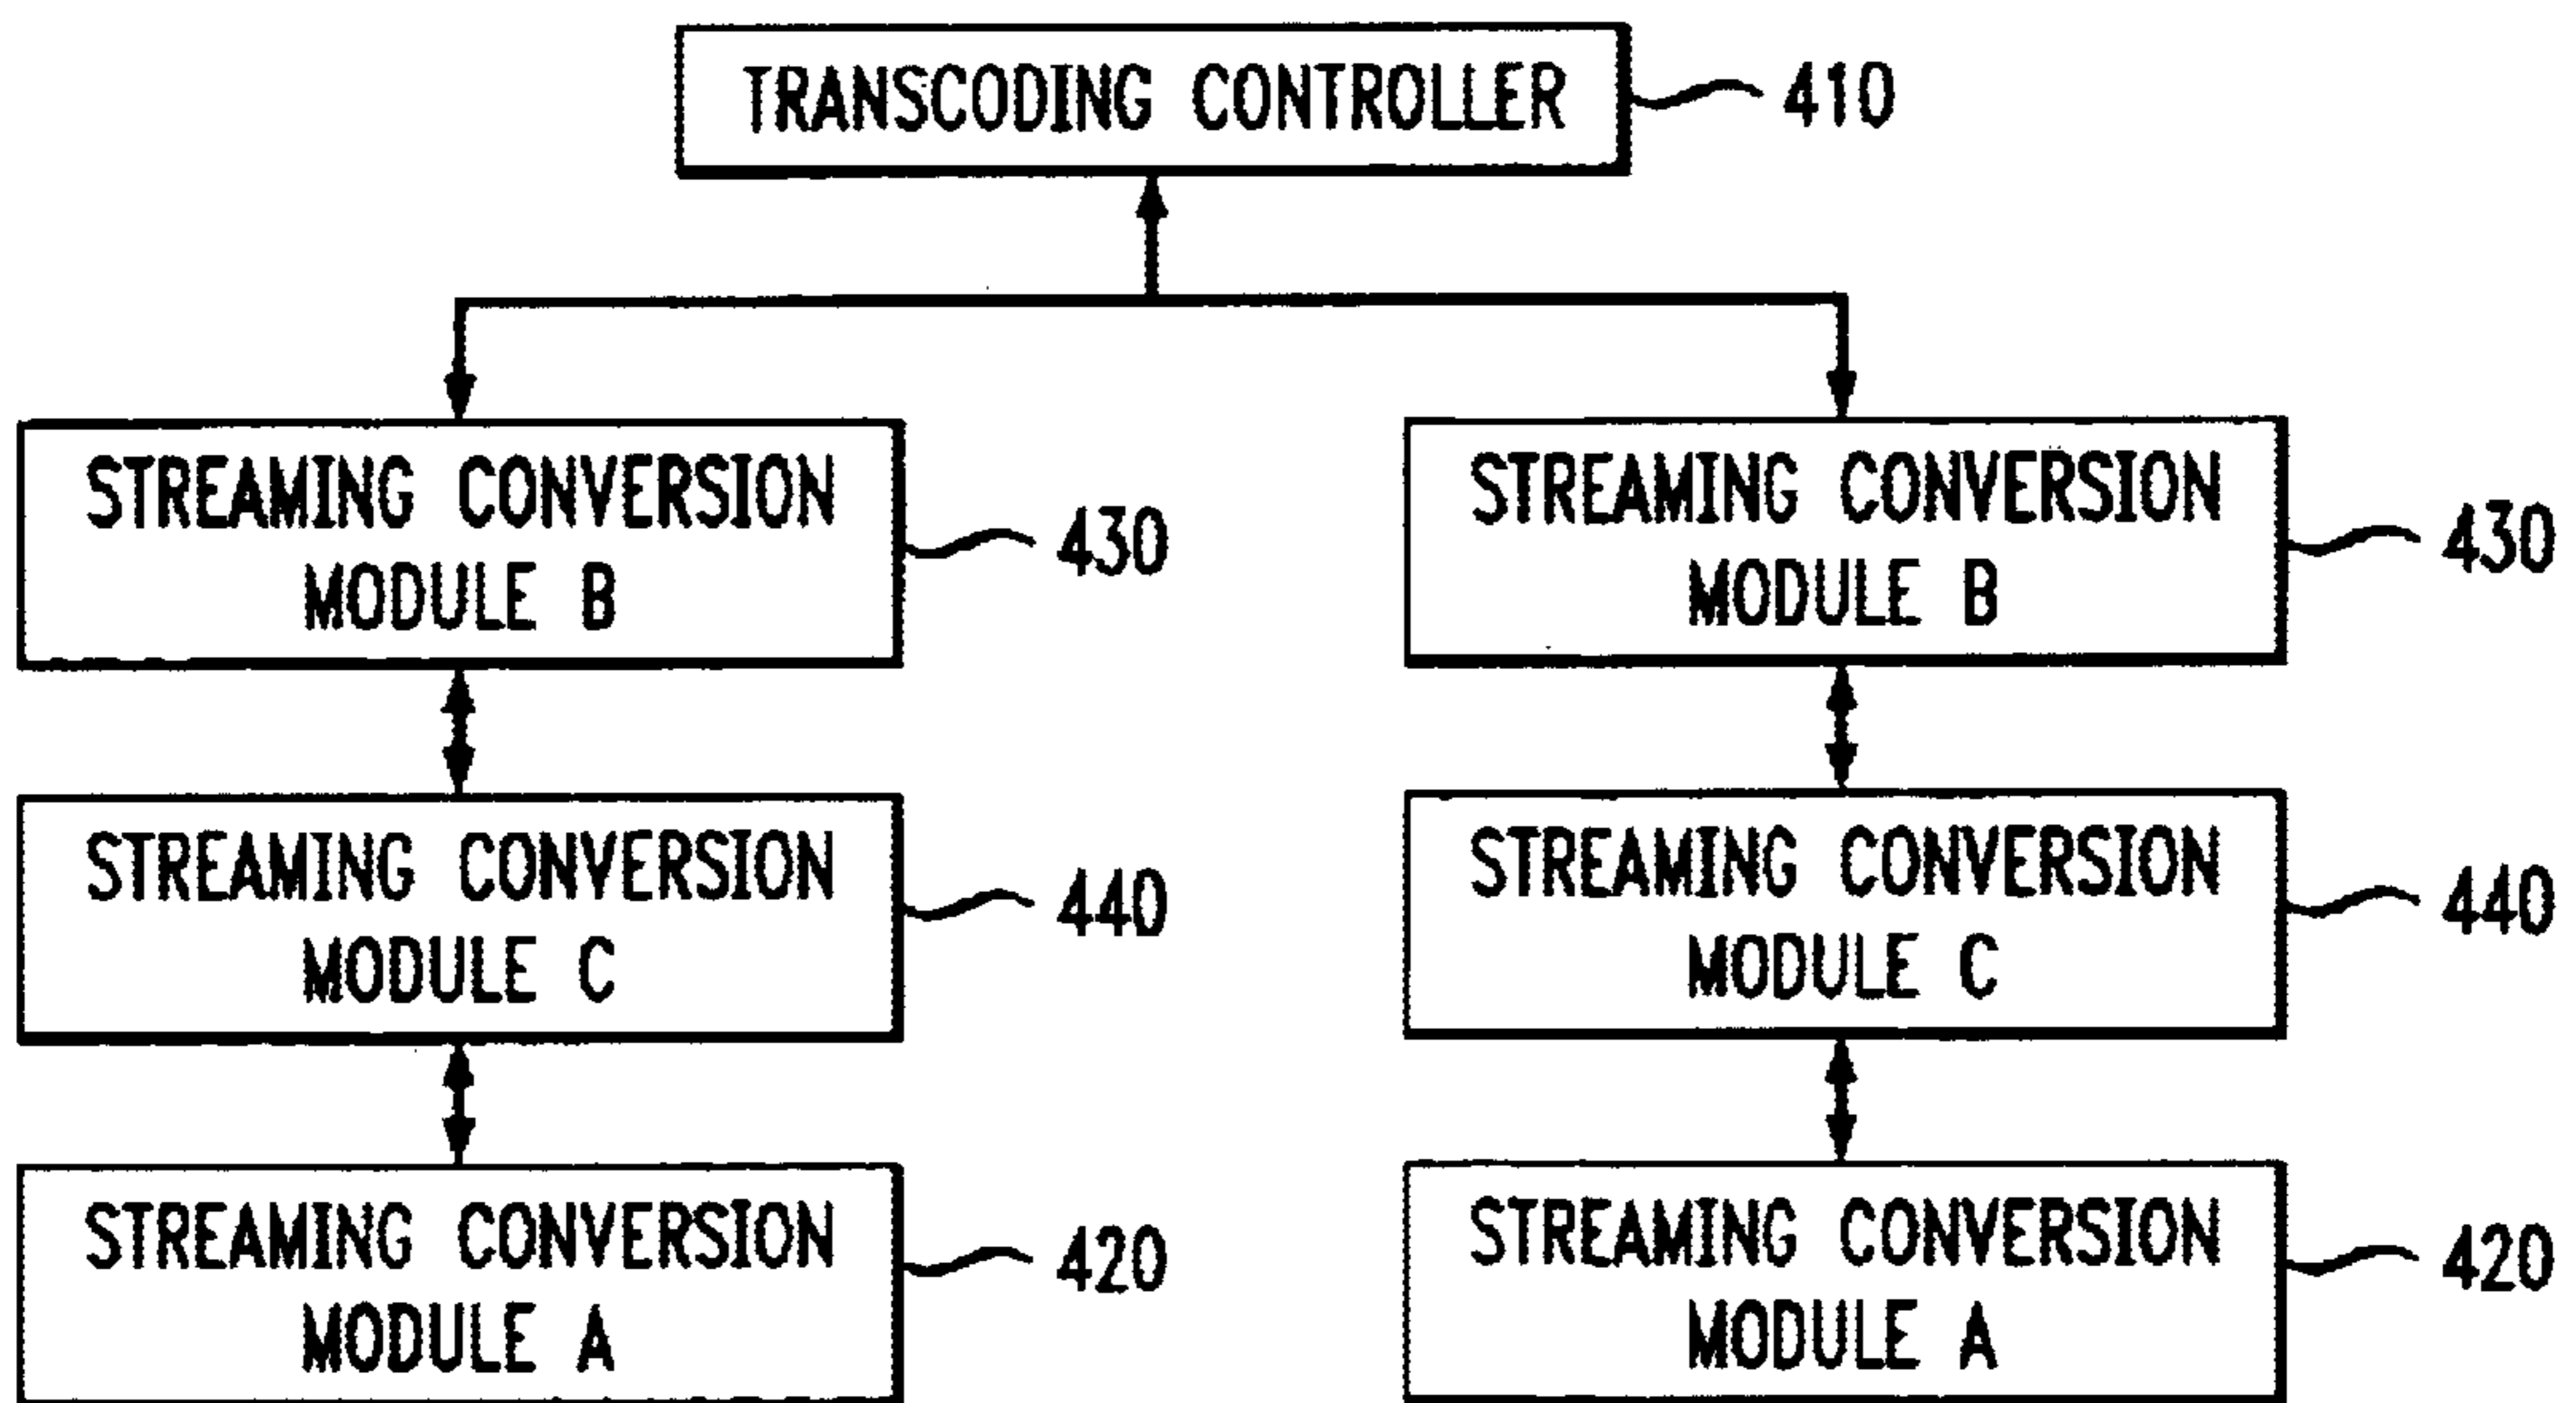 TRANSCODING CONTROLLER
410
STREAMING CONVERSION
MODULE B
430
STREAMING CONVERSION
MODULE B
430
STREAMING CONVERSION
MODULE C
440
STREAMING CONVERSION
MODULE C
440
STREAMING CONVERSION
MODULE A
420
STREAMING CONVERSION
MODULE A
420